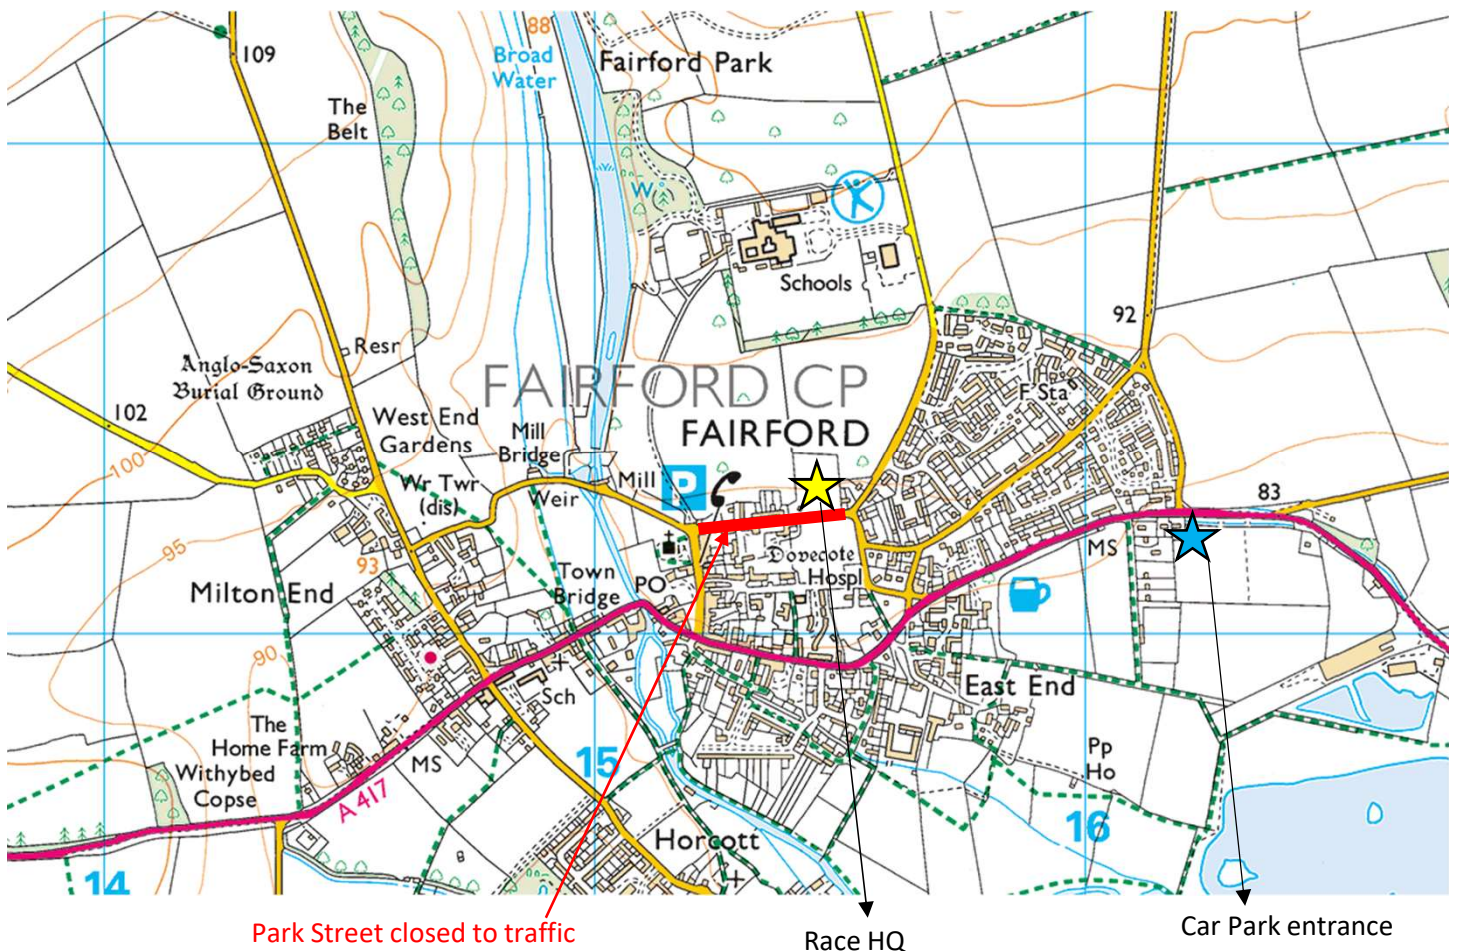 88
109
Broad
Water
Fairford Park
The
Belt
W
Schools
92
Resr
Anglo-Saxon
Burial Ground
FAIRFORD CP
F Sta
102
West End
Gardens
Mill
Bridge
FAIRFORD
100
Wr Twr
(dis)
Weir
Mill
P
83
95
93
Dovecote
MS
Milton End
Town
Bridge
PO
Hospl
90
Sch
East End
The
Home Farm
MS
15
Pp
Ho
Withybed
Copse
A 417
16
Horcott
14
Park Street closed to traffic
Race HQ
Car Park entrance